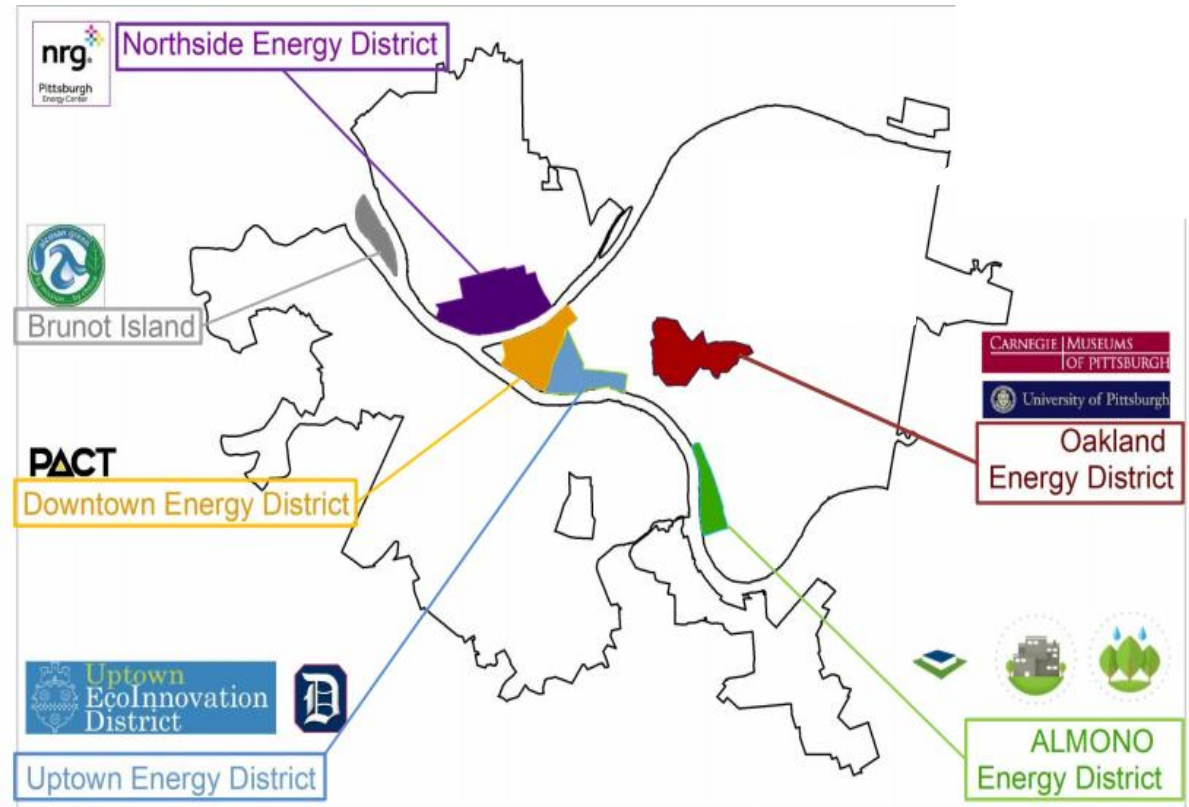 nrg
Pittsburgh
Energy Center
Northside Energy District
Brunot Island
CARNEGIE MUSEUMS
OF PITTSBURGH
University of Pittsburgh
Oakland
Energy District
PACT
Downtown Energy District
Uptown
EcoInnovation
District
D
Uptown Energy District
ALMONO
Energy District